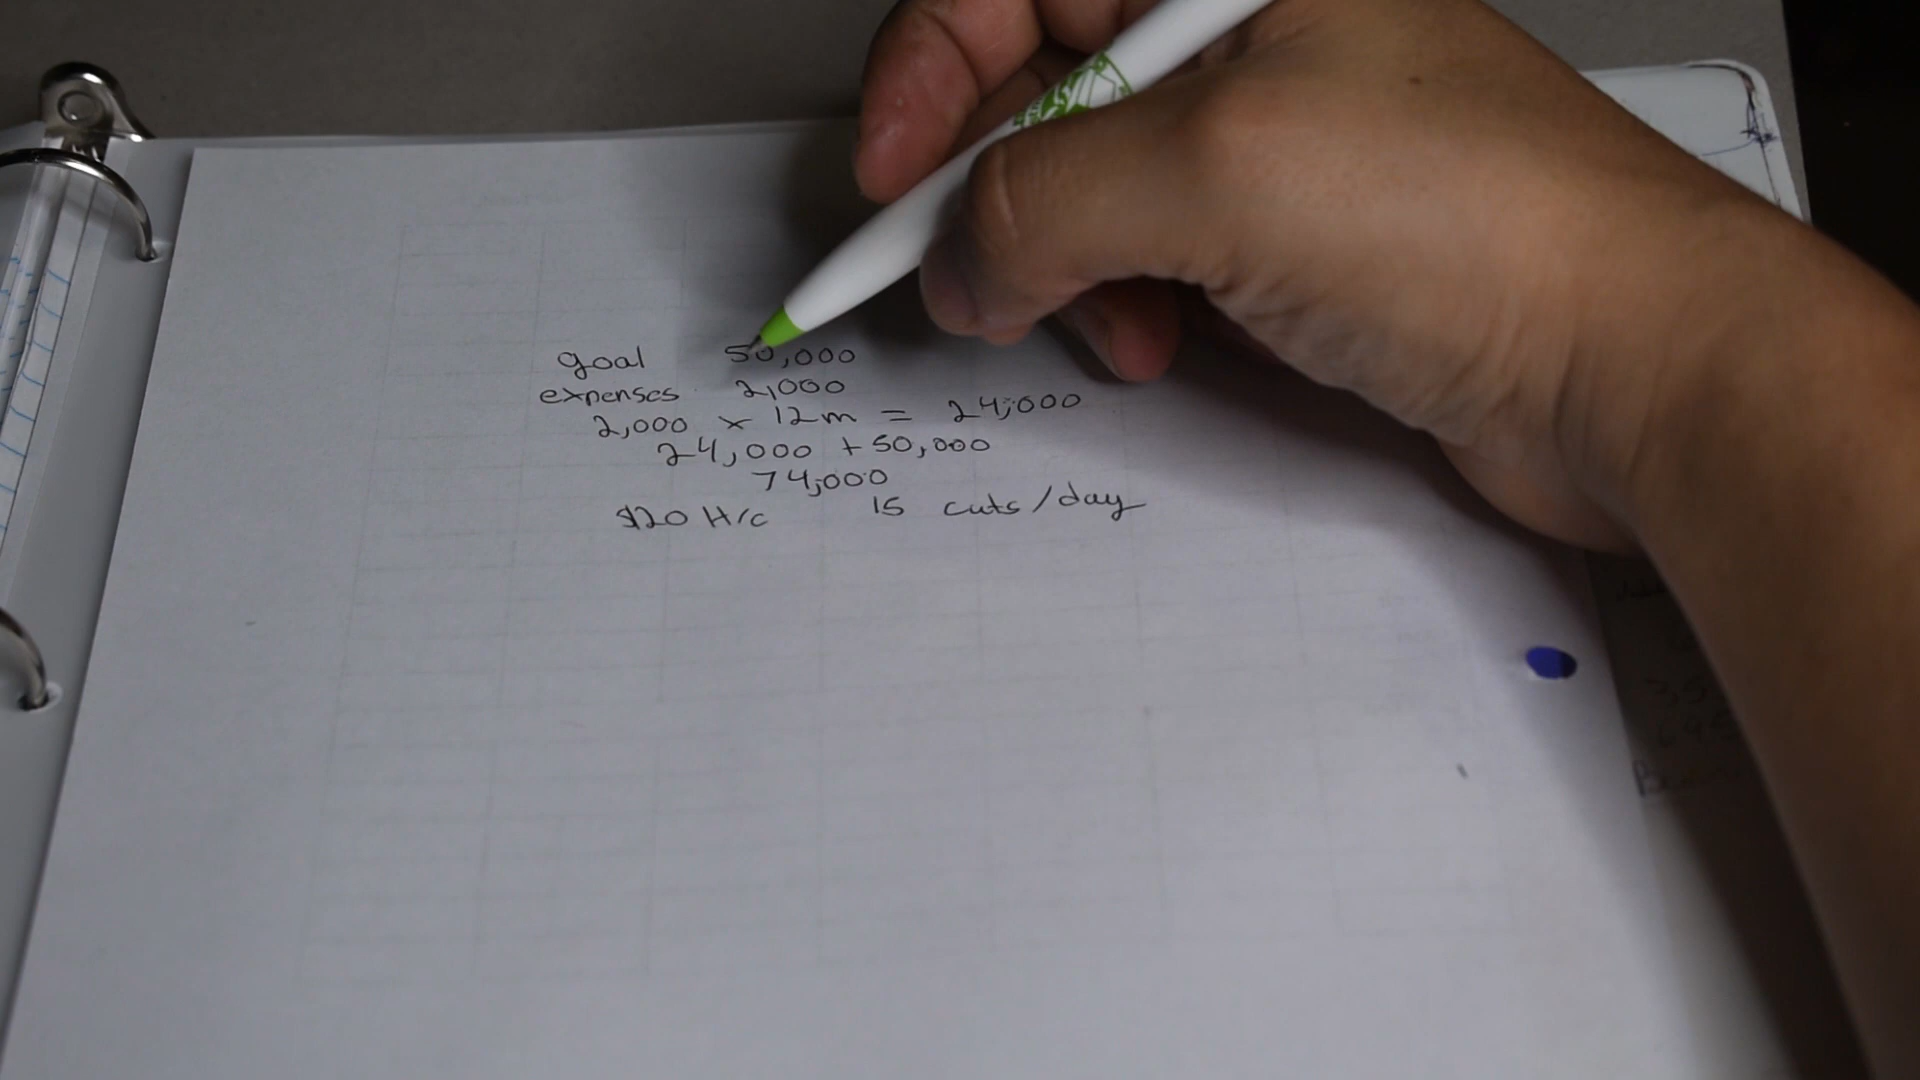 goal 50,000
expenses 2,000
2,000 x 12m = 24,000
24,000 + 50,000
74,000
$20 H/c 15 cuts/day